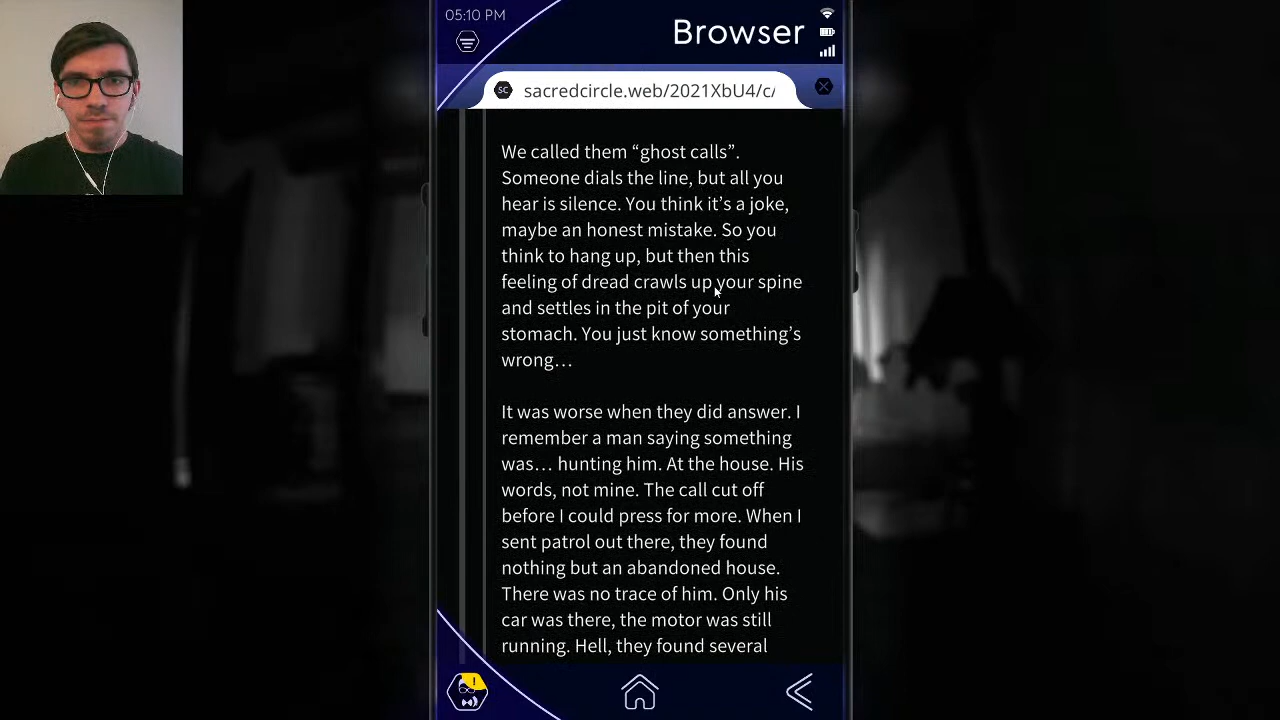 05:10 PM
Browser
SC
sacredcircle.web/2021XbU4/c/
We called them “ghost calls”.
Someone dials the line, but all you
hear is silence. You think it’s a joke,
maybe an honest mistake. So you
think to hang up, but then this
feeling of dread crawls up your spine
and settles in the pit of your
stomach. You just know something’s
wrong…
It was worse when they did answer. I
remember a man saying something
was… hunting him. At the house. His
words, not mine. The call cut off
before I could press for more. When I
sent patrol out there, they found
nothing but an abandoned house.
There was no trace of him. Only his
car was there, the motor was still
running. Hell, they found several
!